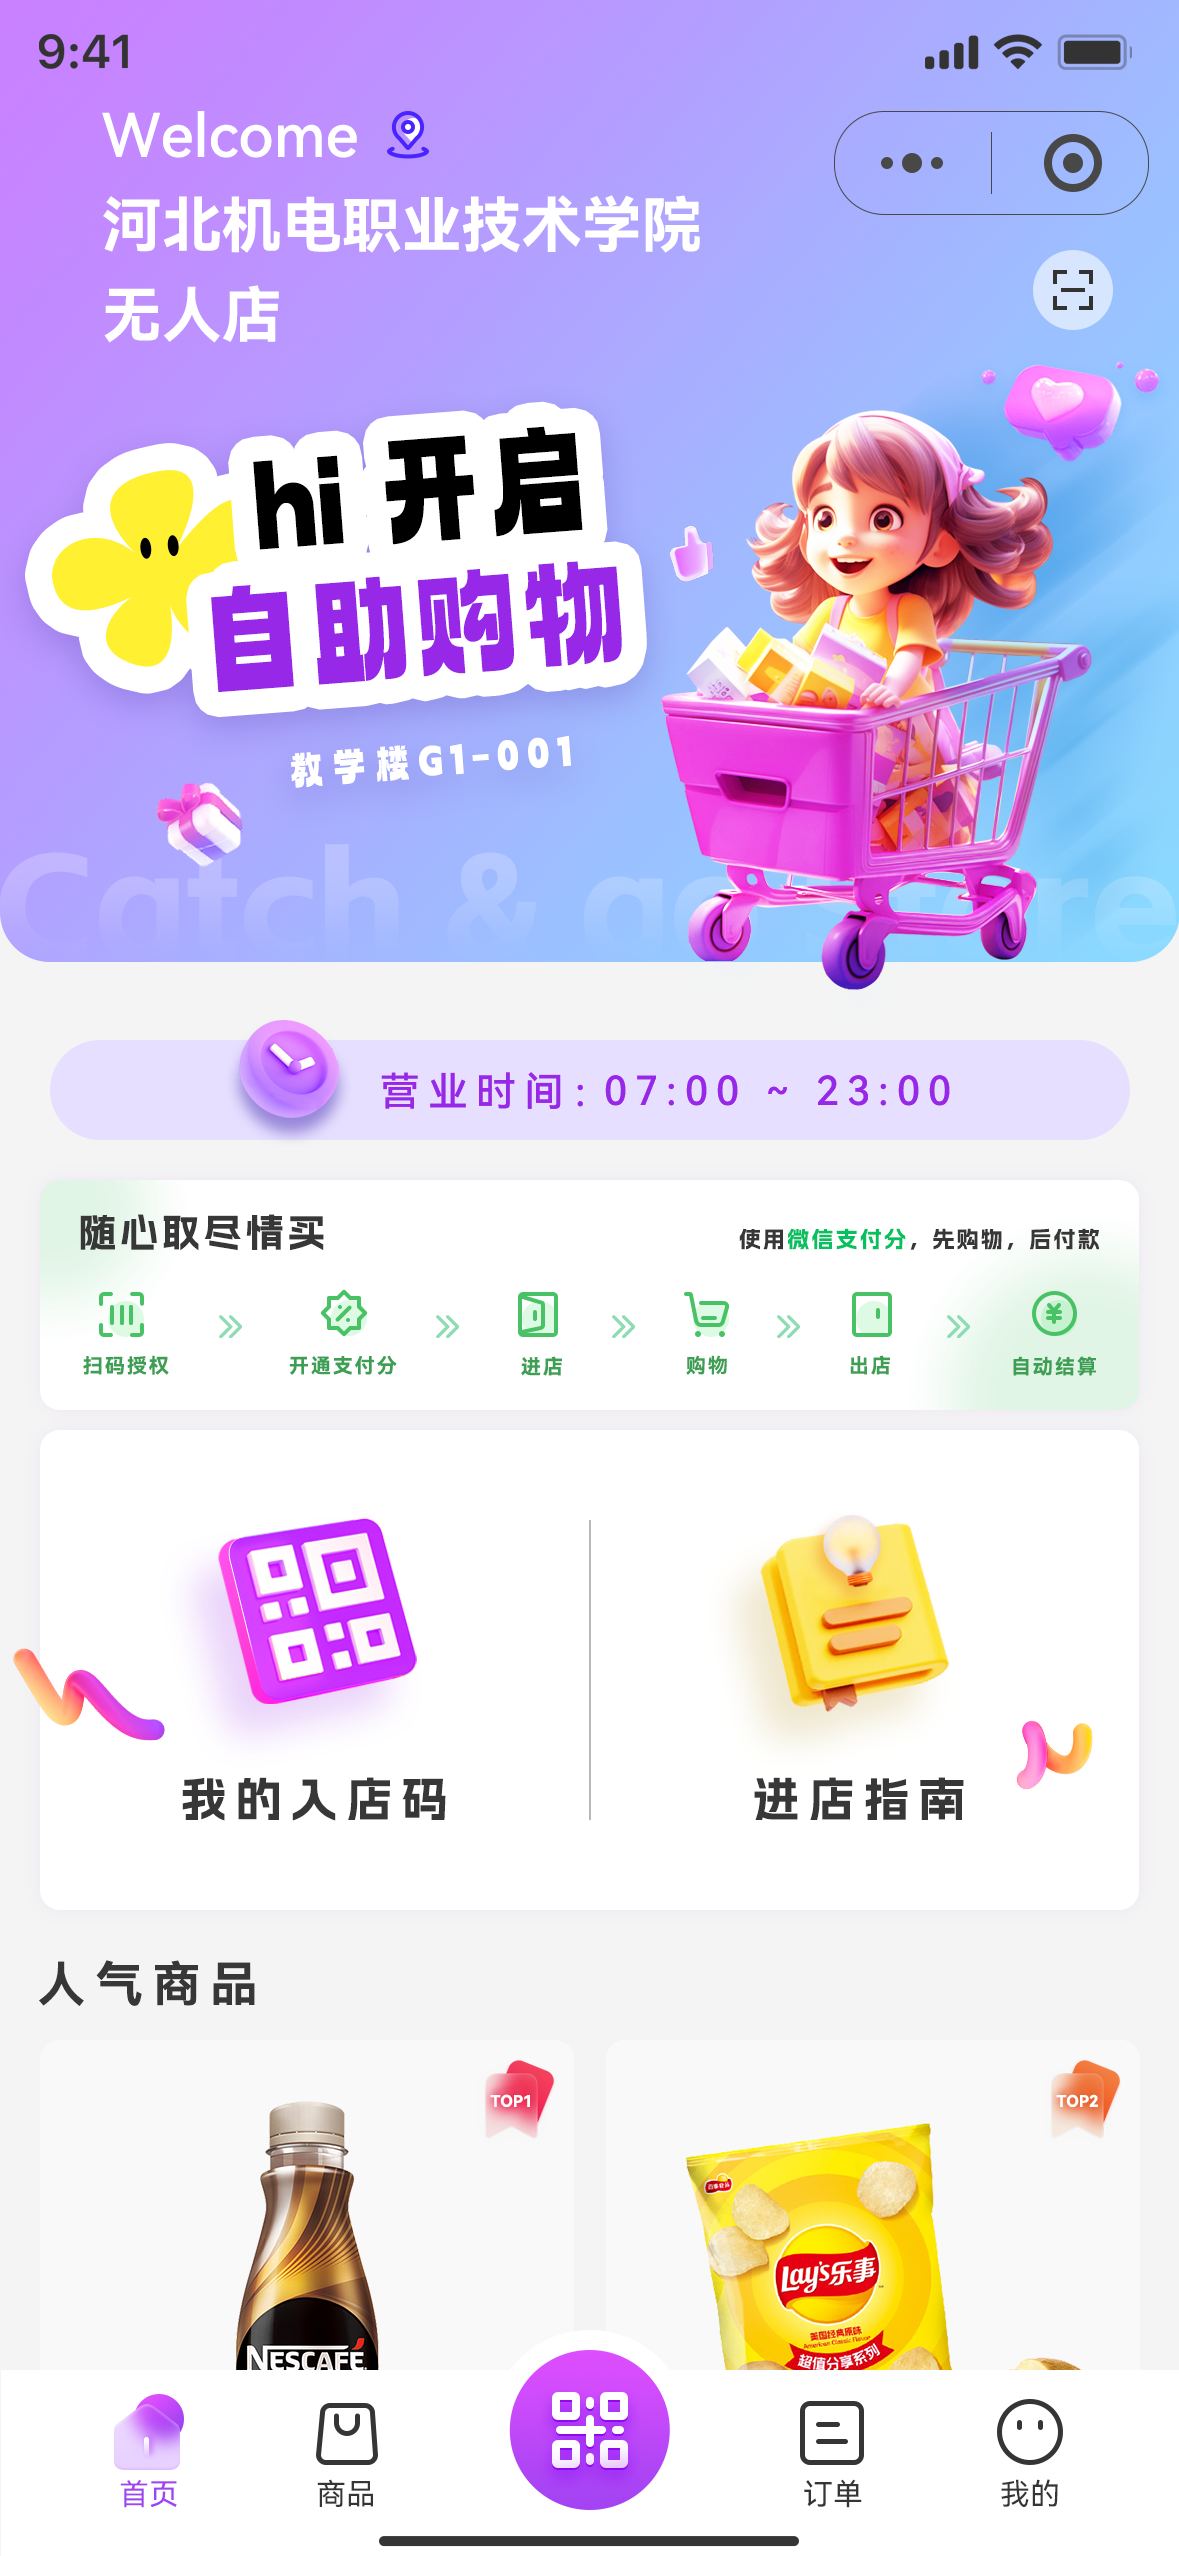 9:41
Welcome
河北机电职业技术学院
无人店
hi 开启
自助购物
教学楼G1-001
Catch & go store
营业时间: 07:00 ~ 23:00
随心取尽情买
使用微信支付分，先购物，后付款
扫码授权
开通支付分
进店
购物
出店
自动结算
我的入店码
进店指南
人气商品
TOP1
TOP2
NESCAFÉ
Lay's乐事
美国经典原味
American Classic Flavor
超值分享系列
首页
商品
订单
我的